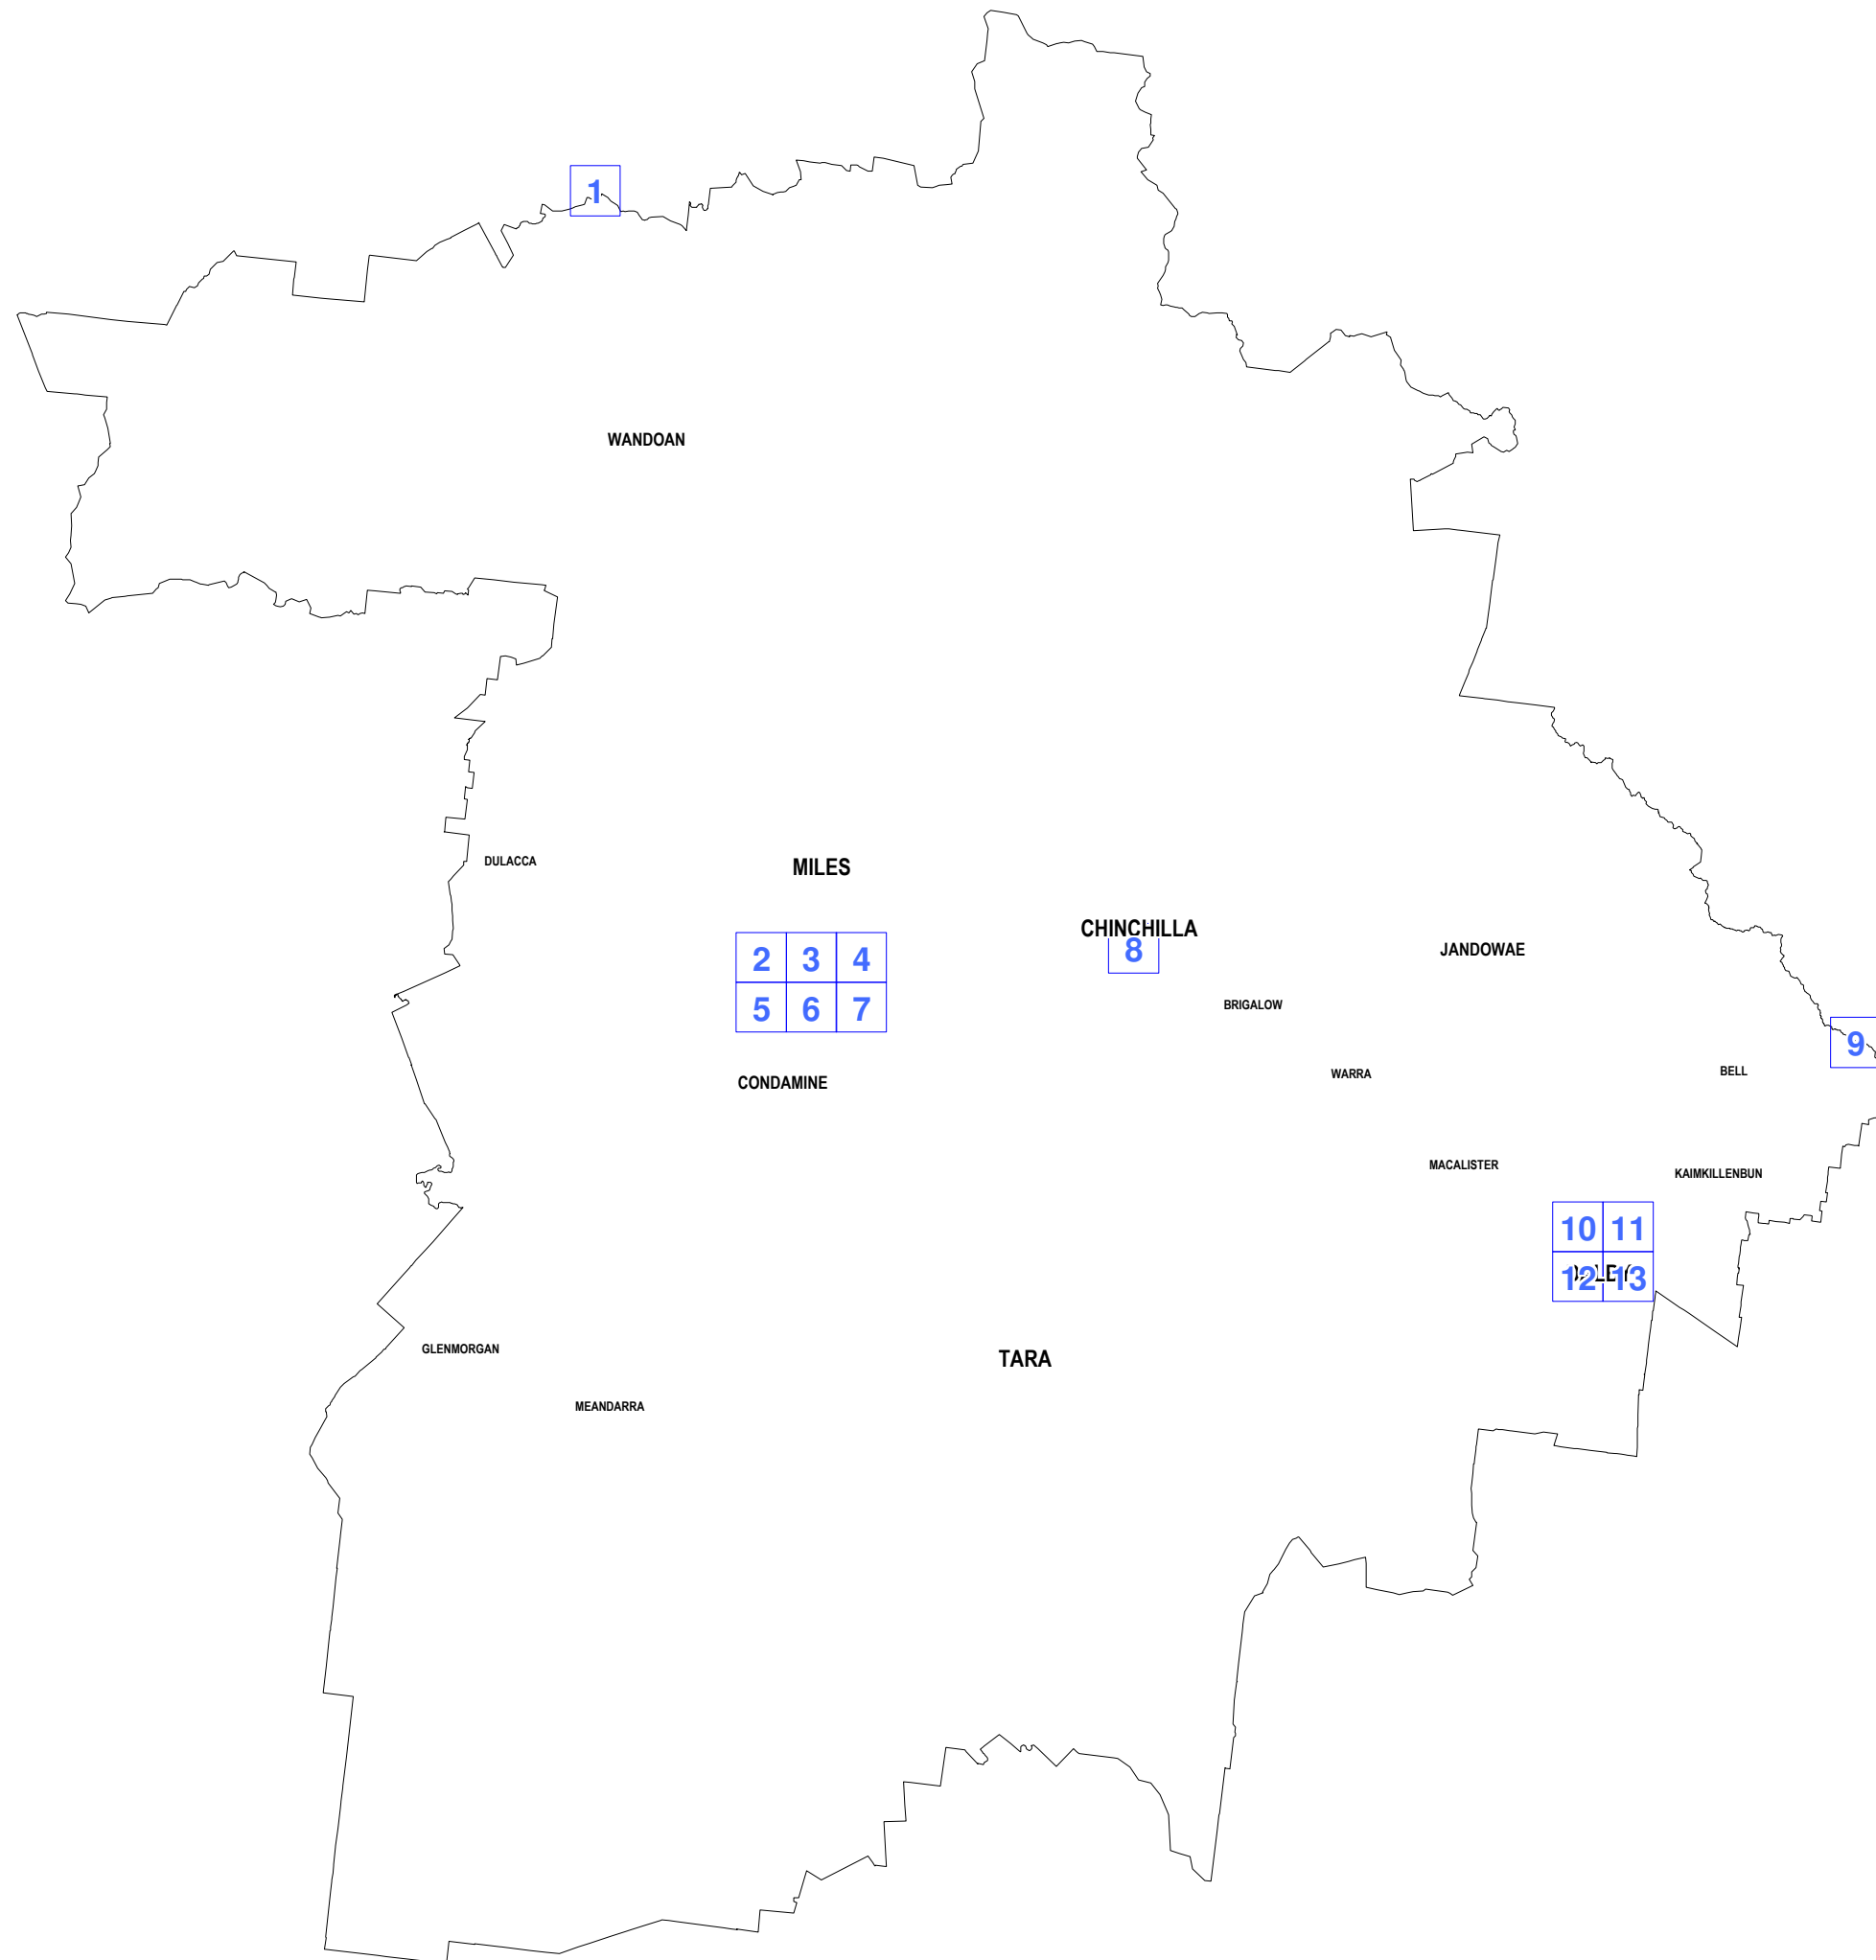 1
WANDOAN
DULACCA
MILES
CHINCHILLA
8
JANDOWAE
2 3 4
5 6 7
BRIGALOW
9
CONDAMINE
WARRA
BELL
MACALISTER
KAIMKILLENBUN
10 11
12 13
GLENMORGAN
TARA
MEANDARRA